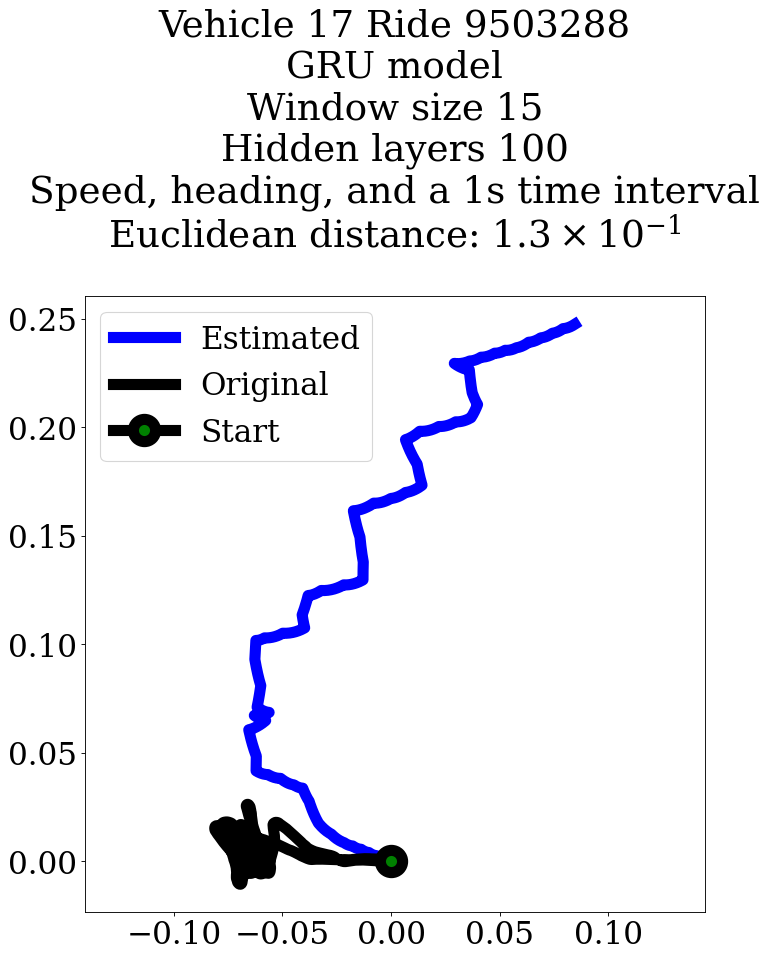 Vehicle 17 Ride 9503288
GRU model
Window size 15
Hidden layers 100
Speed, heading, and a 1s time interval
Euclidean distance: 1.3 × 10⁻¹
Estimated
Original
Start
0.25
0.20
0.15
0.10
0.05
0.00
−0.10 −0.05 0.00 0.05 0.10